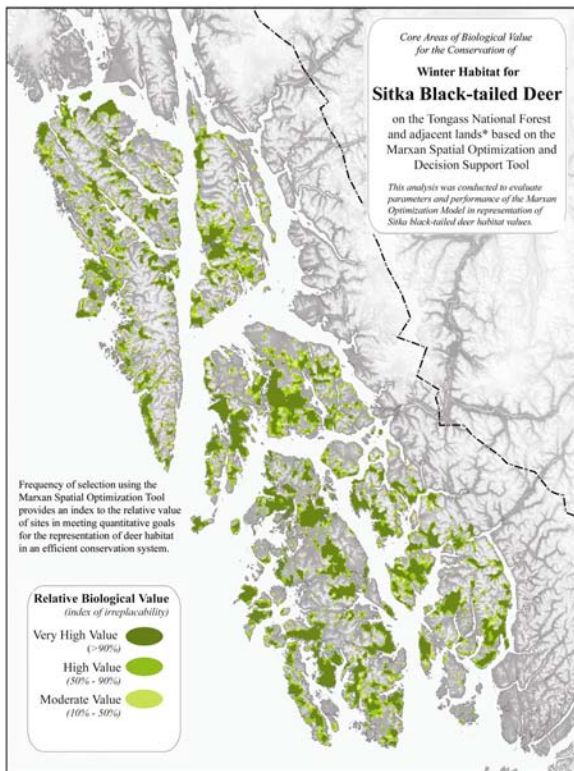 Core Areas of Biological Value
for the Conservation of
Winter Habitat for
Sitka Black-tailed Deer
on the Tongass National Forest
and adjacent lands* based on the
Marxan Spatial Optimization and
Decision Support Tool
This analysis was conducted to evaluate
parameters and performance of the Marxan
Optimization Model in representation of
Sitka black-tailed deer habitat values.
Frequency of selection using the
Marxan Spatial Optimization Tool
provides an index to the relative value
of sites in meeting quantitative goals
for the representation of deer habitat
in an efficient conservation system.
Relative Biological Value
(index of irreplacability)
Very High Value
(>90%)
High Value
(50% - 90%)
Moderate Value
(10% - 50%)